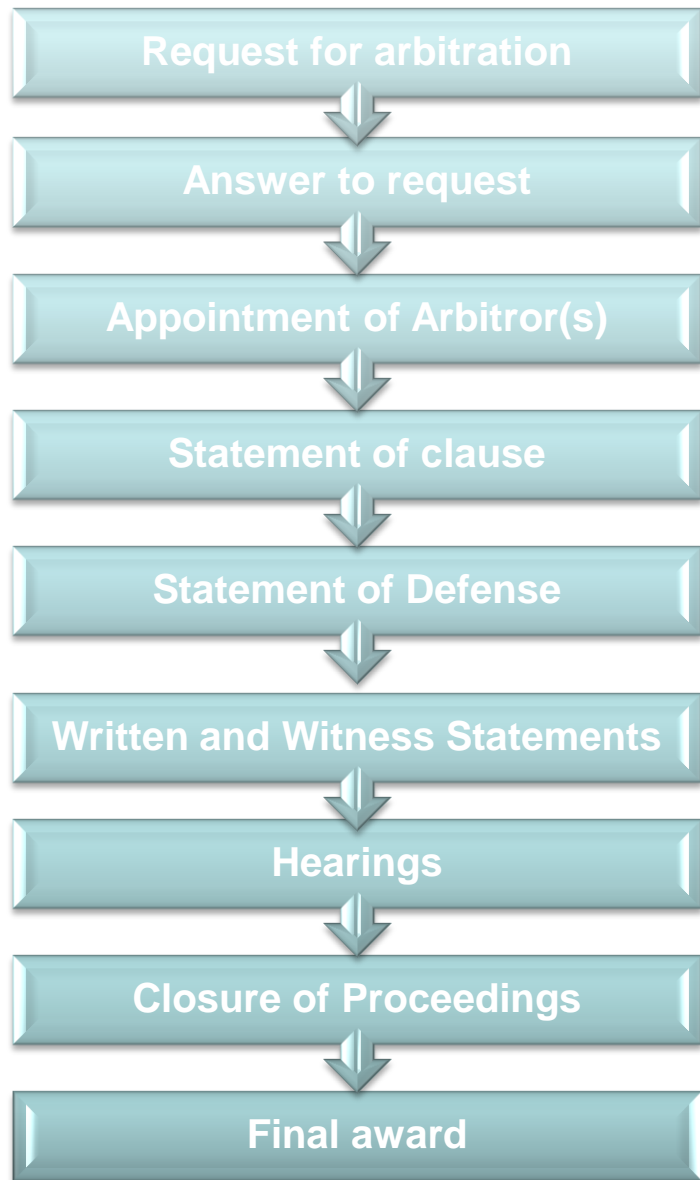 Request for arbitration
Answer to request
Appointment of Arbitror(s)
Statement of clause
Statement of Defense
Written and Witness Statements
Hearings
Closure of Proceedings
Final award